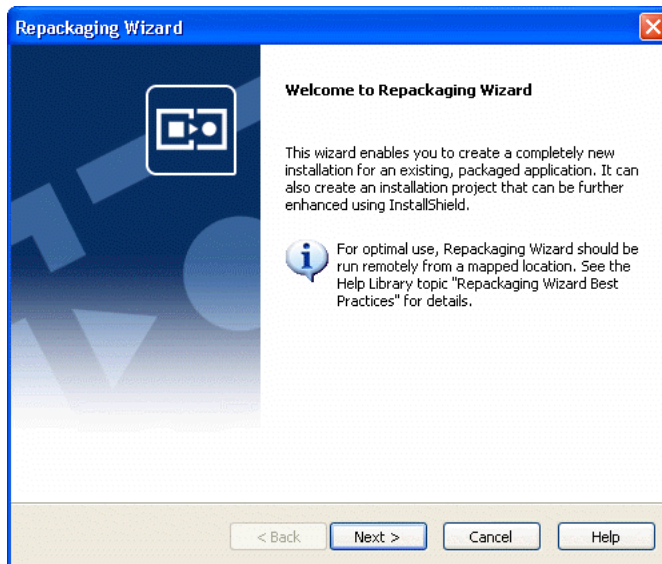 Repackaging Wizard
Welcome to Repackaging Wizard
This wizard enables you to create a completely new
installation for an existing, packaged application. It can
also create an installation project that can be further
enhanced using InstallShield.
For optimal use, Repackaging Wizard should be
run remotely from a mapped location. See the
Help Library topic "Repackaging Wizard Best
Practices" for details.
< Back
Next >
Cancel
Help